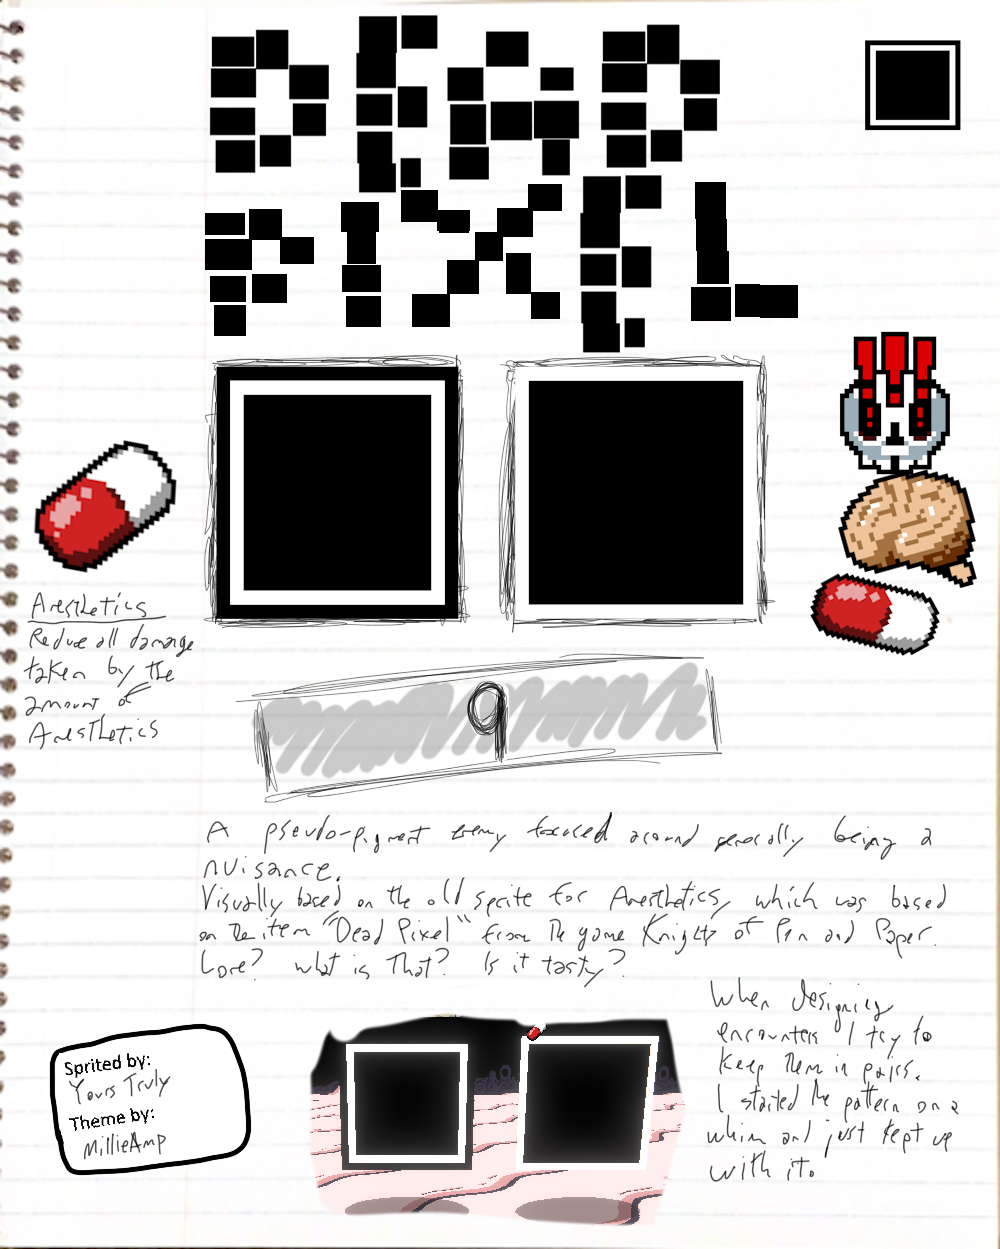 DEAD
PIXEL
Anesthetics
Reduce all damage
taken by the
amount of
Anesthetics
9
A pseudo-pigment enemy focused around generally being a
nuisance.
Visually based on the old sprite for Anesthetics, which was based
on the item "Dead Pixel" from the game Knights of Pen and Paper.
Lore? what is that? Is it tasty?
When designing
encounters I try to
keep them in pairs.
I started the pattern on a
whim and just kept up
with it.
Sprited by:
Yours Truly
Theme by:
MillieAmp